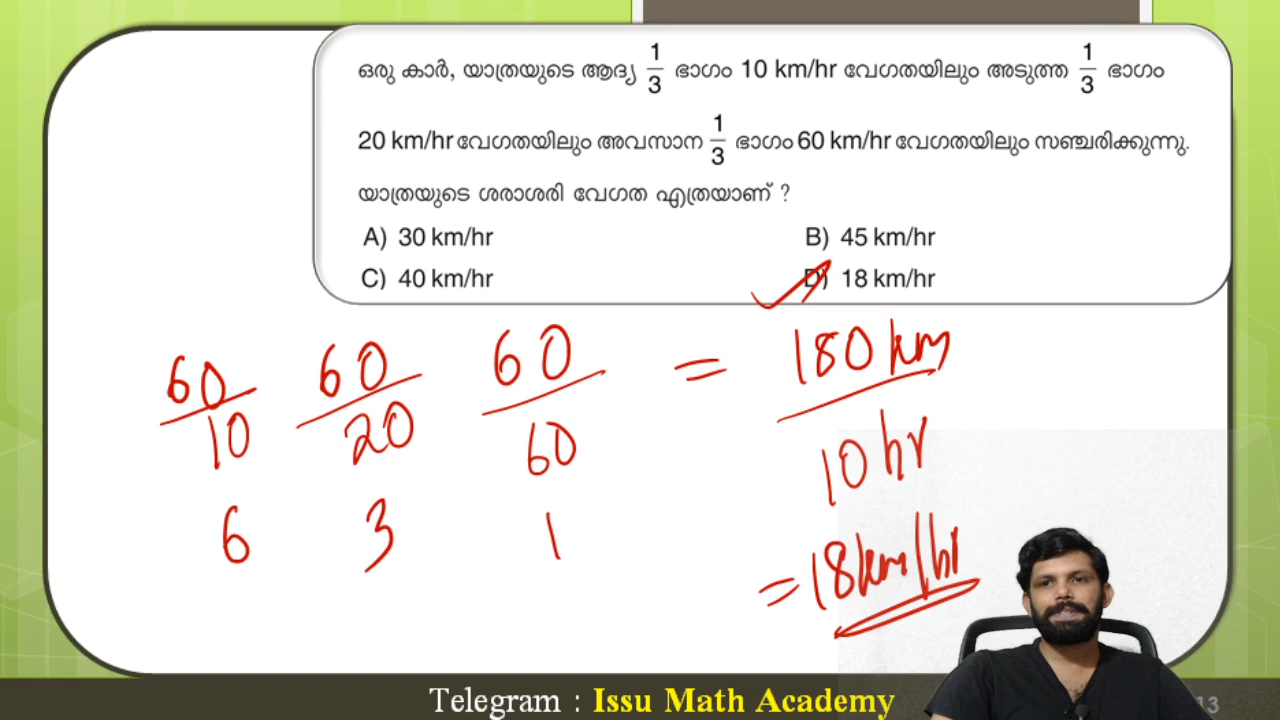 ഒരു കാർ, യാത്രയുടെ ആദ്യ 1/3 ഭാഗം 10 km/hr വേഗതയിലും അടുത്ത 1/3 ഭാഗം
20 km/hr വേഗതയിലും അവസാന 1/3 ഭാഗം 60 km/hr വേഗതയിലും സഞ്ചരിക്കുന്നു.
യാത്രയുടെ ശരാശരി വേഗത എത്രയാണ് ?
A) 30 km/hr B) 45 km/hr
C) 40 km/hr D) 18 km/hr
60/10 60/20 60/60 = 180 km/10 hr
6 3 1
= 18 km/hr
Telegram : Issu Math Academy
13